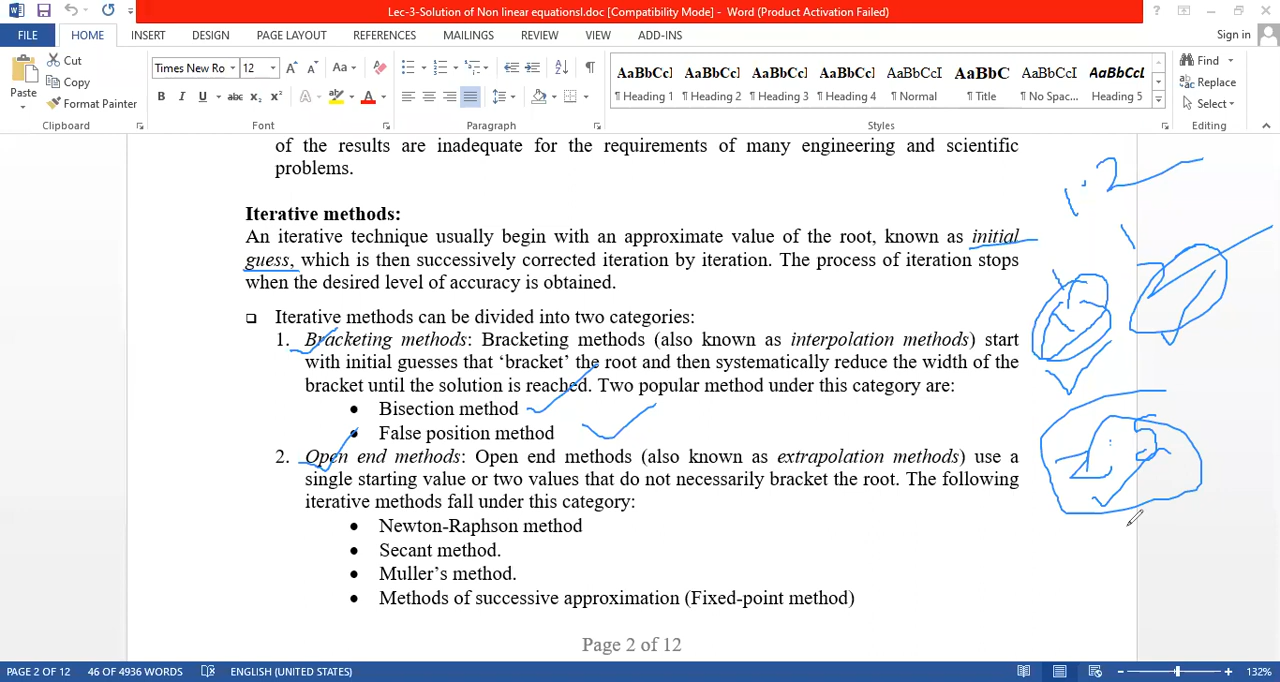 Lec-3-Solution of Non linear equationsI.doc [Compatibility Mode] - Word (Product Activation Failed)
FILE HOME INSERT DESIGN PAGE LAYOUT REFERENCES MAILINGS REVIEW VIEW ADD-INS Sign in
Paste Cut Copy Format Painter
Times New Ro 12
AaBbCcI AaBbCcI AaBbCcI AaBbCcI AaBbCcI AaBbC AaBbCcI AaBbCcL
¶ Heading 1 ¶ Heading 2 ¶ Heading 3 ¶ Heading 4 ¶ Normal ¶ Title ¶ No Spac... Heading 5
Find Replace Select
Clipboard Font Paragraph Styles Editing
of the results are inadequate for the requirements of many engineering and scientific
problems.
Iterative methods:
An iterative technique usually begin with an approximate value of the root, known as initial
guess, which is then successively corrected iteration by iteration. The process of iteration stops
when the desired level of accuracy is obtained.
Iterative methods can be divided into two categories:
1. Bracketing methods: Bracketing methods (also known as interpolation methods) start
with initial guesses that ‘bracket’ the root and then systematically reduce the width of the
bracket until the solution is reached. Two popular method under this category are:
• Bisection method
• False position method
2. Open end methods: Open end methods (also known as extrapolation methods) use a
single starting value or two values that do not necessarily bracket the root. The following
iterative methods fall under this category:
• Newton-Raphson method
• Secant method.
• Muller’s method.
• Methods of successive approximation (Fixed-point method)
Page 2 of 12
PAGE 2 OF 12 46 OF 4936 WORDS ENGLISH (UNITED STATES) 132%